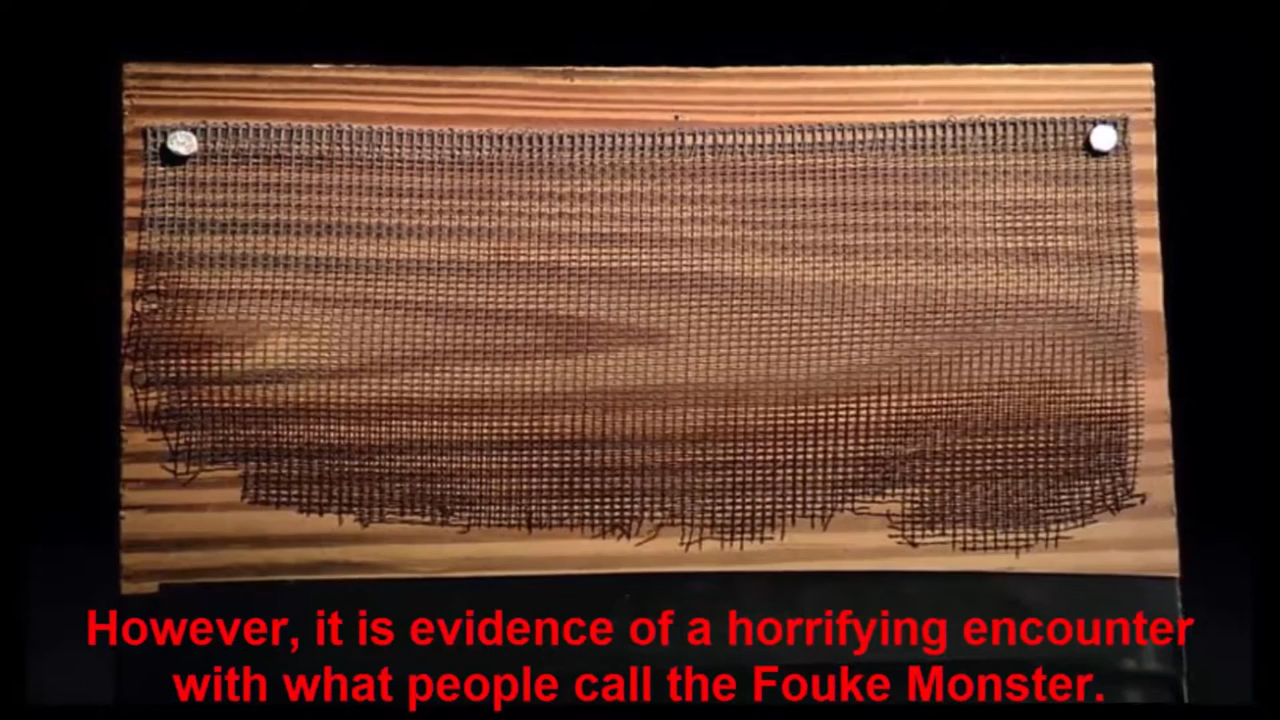 However, it is evidence of a horrifying encounter
with what people call the Fouke Monster.